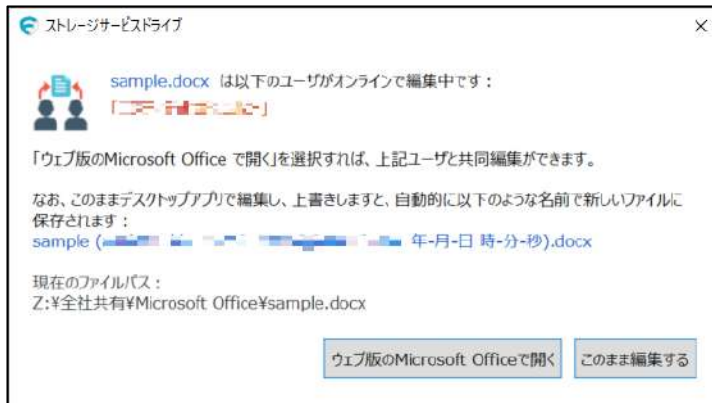 ストレージサービスドライブ
sample.docx は以下のユーザがオンラインで編集中です：
「ウェブ版のMicrosoft Office で開く」を選択すれば、上記ユーザと共同編集ができます。
なお、このままデスクトップアプリで編集し、上書きしますと、自動的に以下のような名前で新しいファイルに
保存されます：
sample ( 年-月-日 時-分-秒).docx
現在のファイルパス：
Z:¥全社共有¥Microsoft Office¥sample.docx
ウェブ版のMicrosoft Officeで開く
このまま編集する